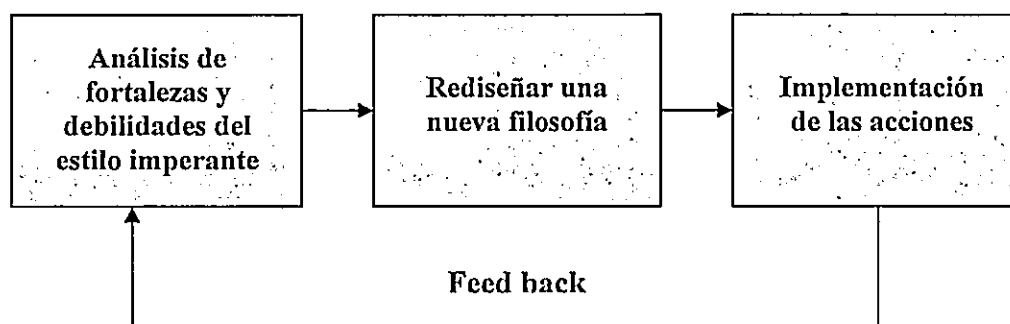 Análisis de
fortalezas y
debilidades del
estilo imperante
Rediseñar una
nueva filosofía
Implementación
de las acciones
Feed back